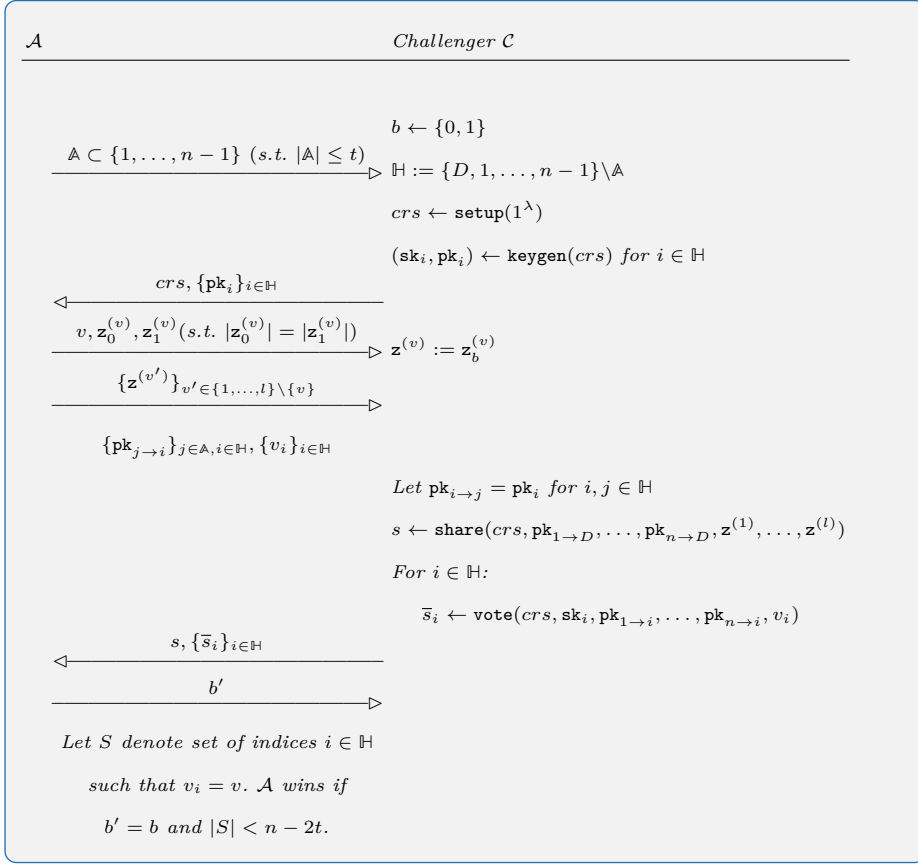 𝒜 Challenger 𝒞
b ← {0, 1}
𝔸 ⊂ {1, . . . , n − 1} (s.t. |𝔸| ≤ t)
ℍ := {D, 1, . . . , n − 1}\𝔸
crs ← setup(1^λ)
(sk_i, pk_i) ← keygen(crs) for i ∈ ℍ
crs, {pk_i}_{i∈ℍ}
v, z_0^{(v)}, z_1^{(v)}(s.t. |z_0^{(v)}| = |z_1^{(v)}|)
z^{(v)} := z_b^{(v)}
{z^{(v′)}}_{v′∈{1,...,l}\{v}}
{pk_{j→i}}_{j∈𝔸,i∈ℍ}, {v_i}_{i∈ℍ}
Let pk_{i→j} = pk_i for i, j ∈ ℍ
s ← share(crs, pk_{1→D}, . . . , pk_{n→D}, z^{(1)}, . . . , z^{(l)})
For i ∈ ℍ:
s̅_i ← vote(crs, sk_i, pk_{1→i}, . . . , pk_{n→i}, v_i)
s, {s̅_i}_{i∈ℍ}
b′
Let S denote set of indices i ∈ ℍ
such that v_i = v. 𝒜 wins if
b′ = b and |S| < n − 2t.